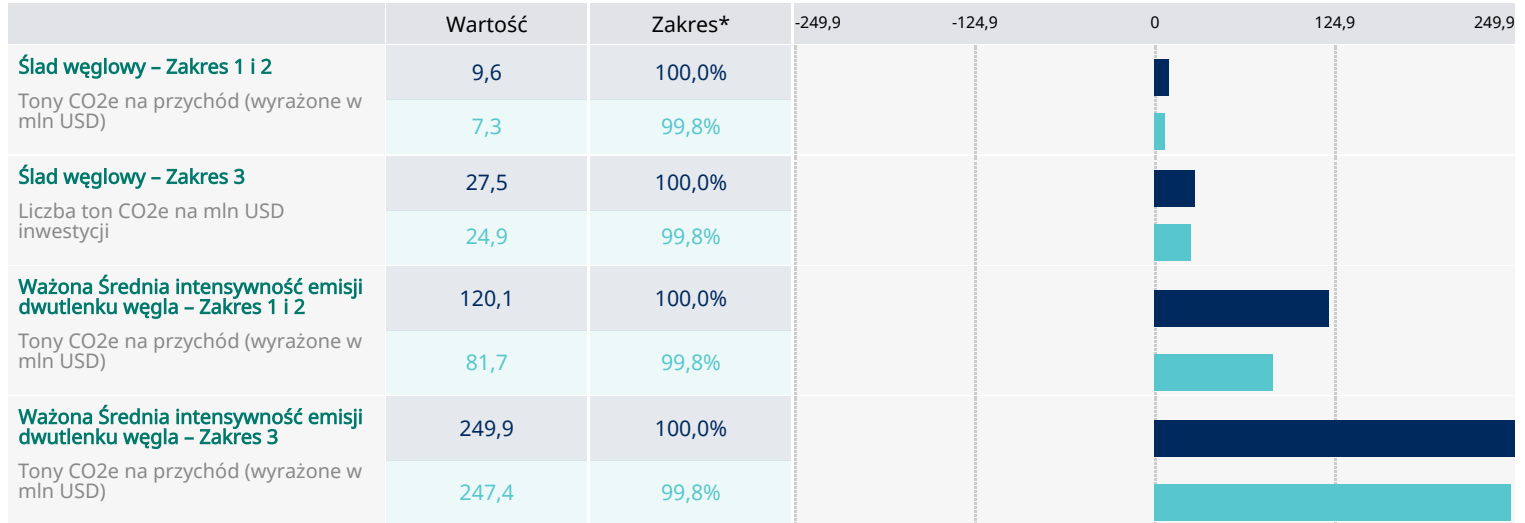 Wartość Zakres* -249,9 -124,9 0 124,9 249,9
Ślad węglowy – Zakres 1 i 2
Tony CO2e na przychód (wyrażone w
mln USD)
9,6 100,0%
7,3 99,8%
Ślad węglowy – Zakres 3
Liczba ton CO2e na mln USD
inwestycji
27,5 100,0%
24,9 99,8%
Ważona Średnia intensywność emisji
dwutlenku węgla – Zakres 1 i 2
Tony CO2e na przychód (wyrażone w
mln USD)
120,1 100,0%
81,7 99,8%
Ważona Średnia intensywność emisji
dwutlenku węgla – Zakres 3
Tony CO2e na przychód (wyrażone w
mln USD)
249,9 100,0%
247,4 99,8%